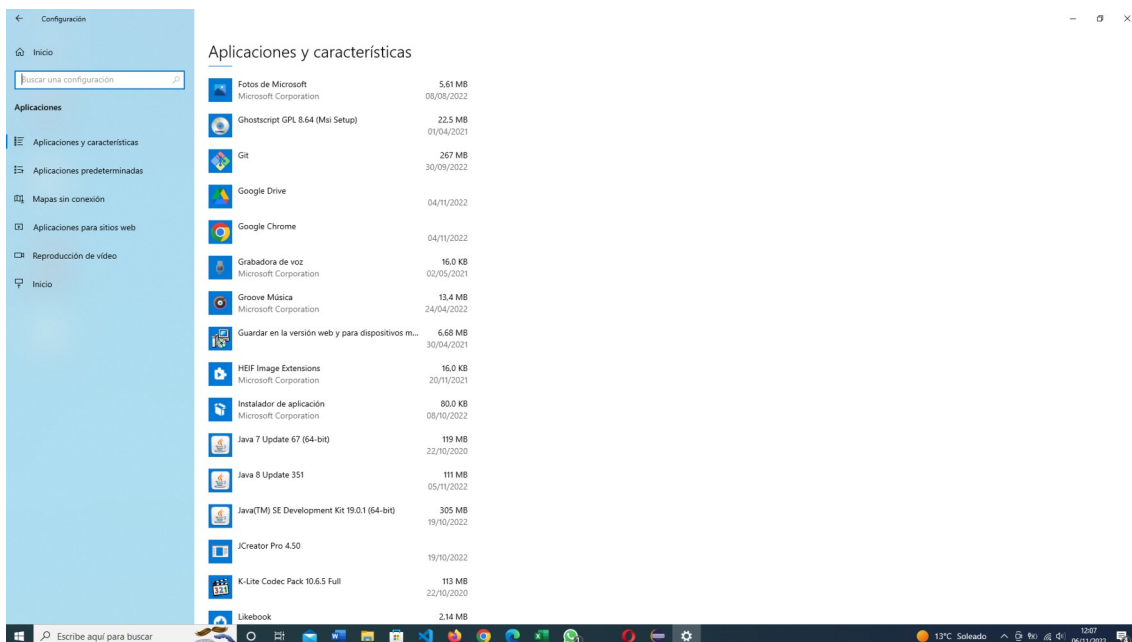 Configuración
Inicio
Buscar una configuración
Aplicaciones
Aplicaciones y características
Aplicaciones predeterminadas
Mapas sin conexión
Aplicaciones para sitios web
Reproducción de vídeo
Inicio
Aplicaciones y características
Fotos de Microsoft 5,61 MB
Microsoft Corporation 08/08/2022
Ghostscript GPL 8.64 (Msi Setup) 22,5 MB
01/04/2021
Git 267 MB
30/09/2022
Google Drive
04/11/2022
Google Chrome
04/11/2022
Grabadora de voz 16,0 KB
Microsoft Corporation 02/05/2021
Groove Música 13,4 MB
Microsoft Corporation 24/04/2022
Guardar en la versión web y para dispositivos m... 6,68 MB
30/04/2021
HEIF Image Extensions 16,0 KB
Microsoft Corporation 20/11/2021
Instalador de aplicación 80,0 KB
Microsoft Corporation 08/10/2022
Java 7 Update 67 (64-bit) 119 MB
22/10/2020
Java 8 Update 351 111 MB
05/11/2022
Java(TM) SE Development Kit 19.0.1 (64-bit) 305 MB
19/10/2022
JCreator Pro 4.50
19/10/2022
K-Lite Codec Pack 10.6.5 Full 113 MB
321
22/10/2020
Likebook 2,14 MB
Escribe aquí para buscar
13°C Soleado
12:07
06/11/2022